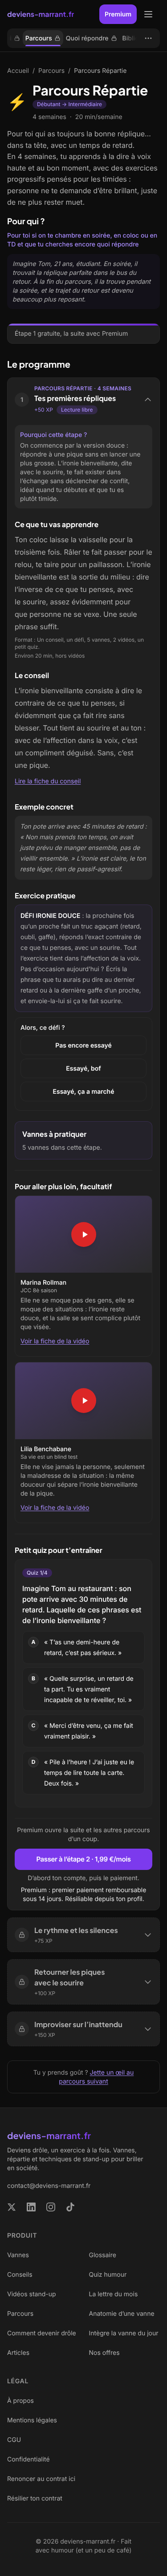 deviens-marrant.fr
Premium
Parcours
Quoi répondre
Accueil / Parcours / Parcours Répartie
⚡ Parcours Répartie
Débutant → Intermédiaire
4 semaines · 20 min/semaine
Pour toi qui as toujours la bonne réplique...
dans ton lit, deux heures trop tard.
En 4 semaines, tu apprends à la dire à voix
haute, au bon moment, sans méchanceté. Et
à savoir ne rien dire, de temps en temps, pour
ne plus te relire muet.
Pour qui ?
Pour toi si on te chambre en soirée, en coloc ou en
TD et que tu cherches encore quoi répondre
Imagine Tom, 21 ans, étudiant. En soirée, il
trouvait la réplique parfaite dans le bus du
retour. À la fin du parcours, il la trouve pendant
la soirée, et le trajet du retour est devenu
beaucoup plus reposant.
Étape 1 gratuite, la suite avec Premium
Le programme
1
PARCOURS RÉPARTIE · 4 SEMAINES
Tes premières répliques
+50 XP Lecture libre
Pourquoi cette étape ?
On commence par la version douce :
répondre à une pique sans en tirer une
plus grosse. L'ironie bienveillante, dite
avec le sourire, te fait exister dans
l'échange sans déclencher de conflit,
idéal quand tu débutes et que tu es
plutôt timide.
Ce que tu vas apprendre
Ton coloc laisse sa vaisselle pour la
troisième fois. Râler te fait passer pour le
relou, te taire pour un paillasson. L'ironie
bienveillante est la sortie du milieu : dire
l'inverse de ce que tu penses, avec
le sourire, assez évidemment pour
que personne ne se vexe. Une seule
phrase suffit.
Format : Un conseil, un défi, 5 vannes, 2 vidéos, un
petit quiz.
Environ 20 min, hors vidéos
Le conseil
L'ironie bienveillante consiste à dire le
contraire de ce que tu penses, si
évidemment que ça fait rire sans
blesser. Tout tient au sourire et au ton :
avec l'affection dans la voix, c'est
un compliment déguisé. Sans, c'est
une pique.
Lire la fiche du conseil
Exemple concret
Ton pote arrive avec 45 minutes de retard :
« Non mais prends ton temps, on avait
juste prévu de manger ensemble, pas de
vieillir ensemble. » L'ironie est claire, le ton
reste léger, rien de passif-agressif.
Exercice pratique
DÉFI IRONIE DOUCE : la prochaine fois
qu'un proche fait un truc agaçant (retard,
oubli, gaffe), réponds par l'exact contraire
de ce que tu penses, avec un sourire. Tout
l'exercice tient dans l'affection de la voix.
Pas d'occasion aujourd'hui ? Écris la
phrase que tu aurais pu dire au dernier
retard ou à la dernière gaffe d'un proche,
et envoie-la-lui si ça le fait sourire.
Alors, ce défi ?
Pas encore essayé
Essayé, bof
Essayé, ça a marché
Vannes à pratiquer
5 vannes dans cette étape.
Pour aller plus loin, facultatif
Marina Rollman
JCC 8è saison
Elle ne se moque pas des gens, elle se
moque des situations : l'ironie reste
douce, et la salle se sent complice plutôt
que visée.
Voir la fiche de la vidéo
Lilia Benchabane
Sa vie est un blind test
Elle ne vise jamais la personne, seulement
la maladresse de la situation : la même
douceur qui sépare l'ironie bienveillante
de la pique.
Voir la fiche de la vidéo
Petit quiz pour t'entraîner
Quiz 1/4
Imagine Tom au restaurant : son
pote arrive avec 30 minutes de
retard. Laquelle de ces phrases est
de l'ironie bienveillante ?
A « T'as une demi-heure de
retard, c'est pas sérieux. »
B « Quelle surprise, un retard de
ta part. Tu es vraiment
incapable de te réveiller, toi. »
C « Merci d'être venu, ça me fait
vraiment plaisir. »
D « Pile à l'heure ! J'ai juste eu le
temps de lire toute la carte.
Deux fois. »
Premium ouvre la suite et les autres parcours
d'un coup.
Passer à l'étape 2 · 1,99 €/mois
D'abord ton compte, puis le paiement.
Premium : premier paiement remboursable
sous 14 jours. Résiliable depuis ton profil.
Le rythme et les silences
+75 XP
Retourner les piques
avec le sourire
+100 XP
Improviser sur l'inattendu
+150 XP
Tu y prends goût ? Jette un œil au
parcours suivant
deviens-marrant.fr
Deviens drôle, un exercice à la fois. Vannes,
répartie et techniques de stand-up pour briller
en société.
contact@deviens-marrant.fr
PRODUIT
Vannes
Glossaire
Conseils
Quiz humour
Vidéos stand-up
La lettre du mois
Parcours
Anatomie d'une vanne
Comment devenir drôle
Intègre la vanne du jour
Articles
Nos offres
LÉGAL
À propos
Mentions légales
CGU
Confidentialité
Renoncer au contrat ici
Résilier ton contrat
© 2026 deviens-marrant.fr · Fait
avec humour (et un peu de café)